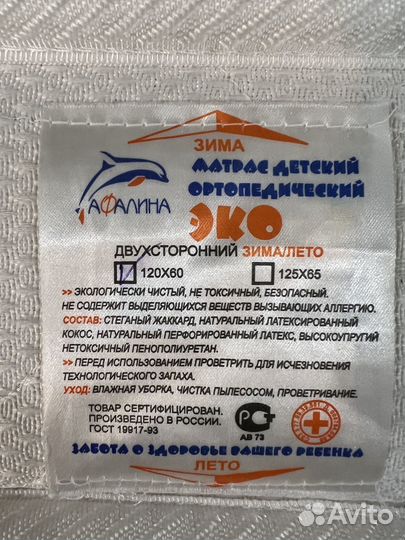 ЗИМА
АФАЛИНА
МАТРАС ДЕТСКИЙ
ОРТОПЕДИЧЕСКИЙ
ЭКО
ДВУХСТОРОННИЙ ЗИМА/ЛЕТО
120X60 125X65
>> ЭКОЛОГИЧЕСКИ ЧИСТЫЙ, НЕ ТОКСИЧНЫЙ, БЕЗОПАСНЫЙ.
НЕ СОДЕРЖИТ ВЫДЕЛЯЮЩИХСЯ ВЕЩЕСТВ ВЫЗЫВАЮЩИХ АЛЛЕРГИЮ.
СОСТАВ: СТЕГАНЫЙ ЖАККАРД, НАТУРАЛЬНЫЙ ЛАТЕКСИРОВАННЫЙ
КОКОС, НАТУРАЛЬНЫЙ ПЕРФОРИРОВАННЫЙ ЛАТЕКС, ВЫСОКОУПРУГИЙ
НЕТОКСИЧНЫЙ ПЕНОПОЛИУРЕТАН.
>> ПЕРЕД ИСПОЛЬЗОВАНИЕМ ПРОВЕТРИТЬ ДЛЯ ИСЧЕЗНОВЕНИЯ
ТЕХНОЛОГИЧЕСКОГО ЗАПАХА.
УХОД: ВЛАЖНАЯ УБОРКА, ЧИСТКА ПЫЛЕСОСОМ, ПРОВЕТРИВАНИЕ.
ТОВАР СЕРТИФИЦИРОВАН.
ПРОИЗВЕДЕНО В РОССИИ.
ГОСТ 19917-93
АВ 73
ЗАБОТА О ЗДОРОВЬЕ ВАШЕГО РЕБЕНКА
ЛЕТО
Avito